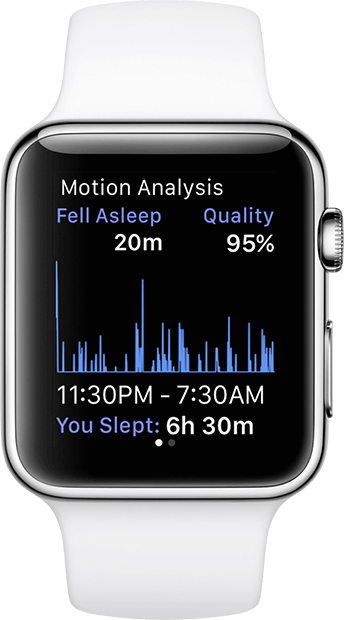 Motion Analysis
Fell Asleep Quality
20m 95%
11:30PM - 7:30AM
You Slept: 6h 30m